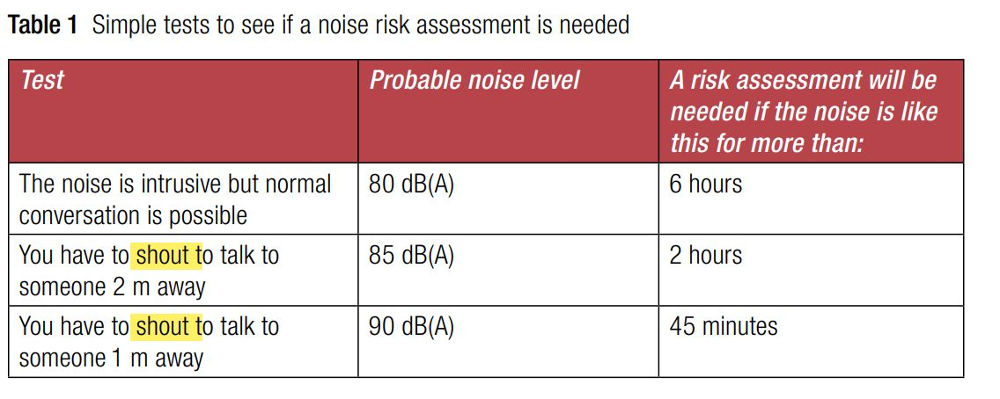 Table 1 Simple tests to see if a noise risk assessment is needed
Test
Probable noise level
A risk assessment will be
needed if the noise is like
this for more than:
The noise is intrusive but normal
conversation is possible
80 dB(A)
6 hours
You have to shout to talk to
someone 2 m away
85 dB(A)
2 hours
You have to shout to talk to
someone 1 m away
90 dB(A)
45 minutes